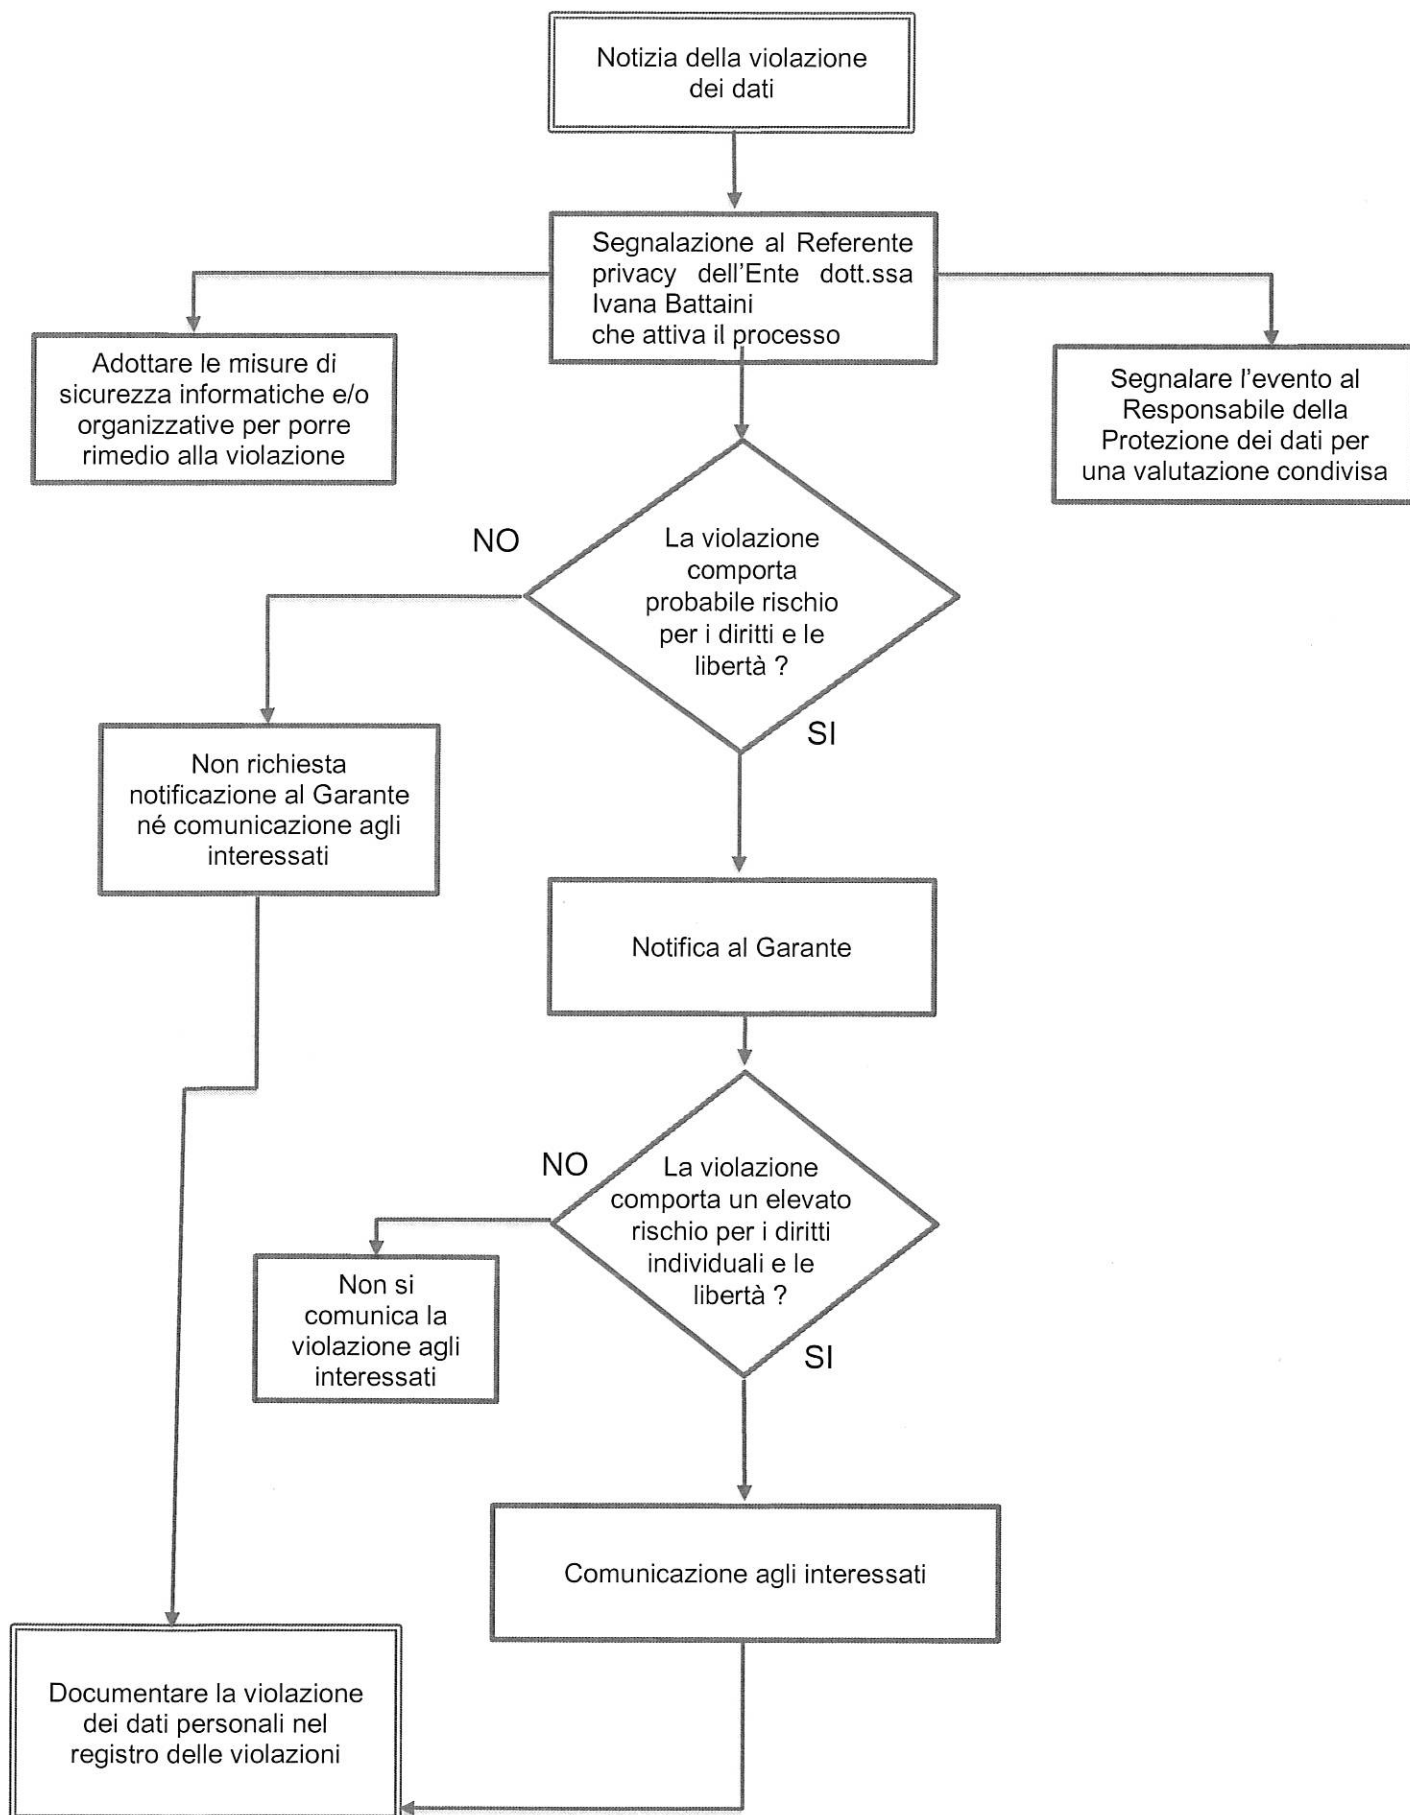 Notizia della violazione
dei dati
Segnalazione al Referente
privacy dell'Ente dott.ssa
Ivana Battaini
che attiva il processo
Adottare le misure di
sicurezza informatiche e/o
organizzative per porre
rimedio alla violazione
Segnalare l'evento al
Responsabile della
Protezione dei dati per
una valutazione condivisa
NO
La violazione
comporta
probabile rischio
per i diritti e le
libertà ?
SI
Non richiesta
notificazione al Garante
né comunicazione agli
interessati
Notifica al Garante
NO
La violazione
comporta un elevato
rischio per i diritti
individuali e le
libertà ?
SI
Non si
comunica la
violazione agli
interessati
Comunicazione agli interessati
Documentare la violazione
dei dati personali nel
registro delle violazioni